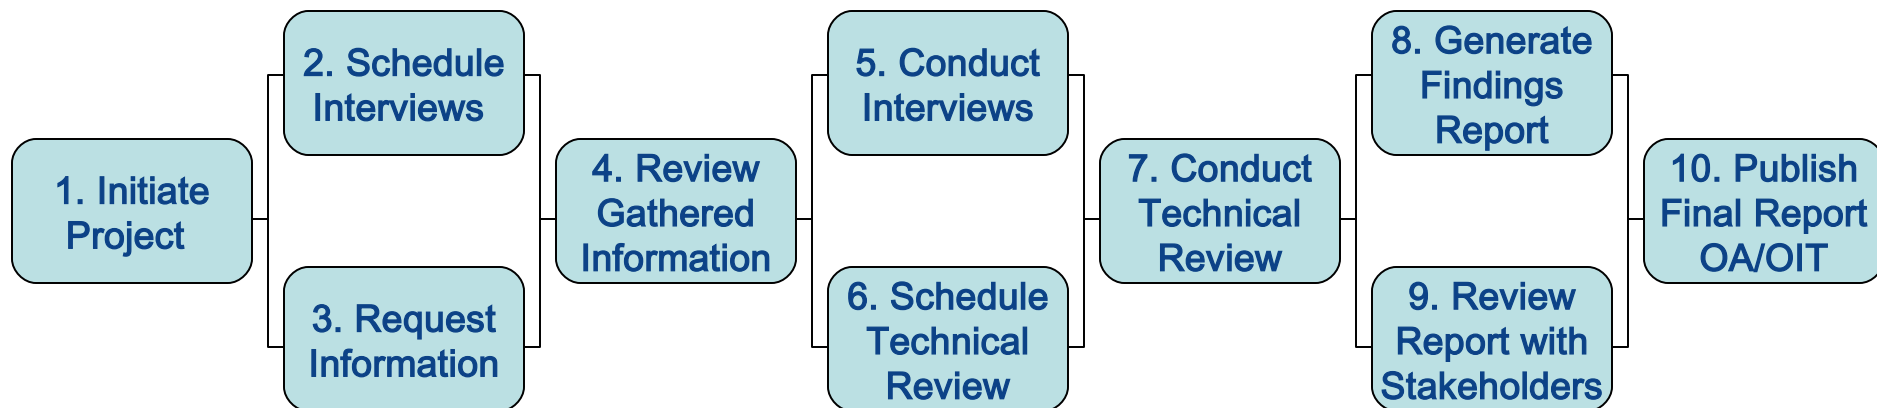 1. Initiate
Project
2. Schedule
Interviews
3. Request
Information
4. Review
Gathered
Information
5. Conduct
Interviews
6. Schedule
Technical
Review
7. Conduct
Technical
Review
8. Generate
Findings
Report
9. Review
Report with
Stakeholders
10. Publish
Final Report
OA/OIT